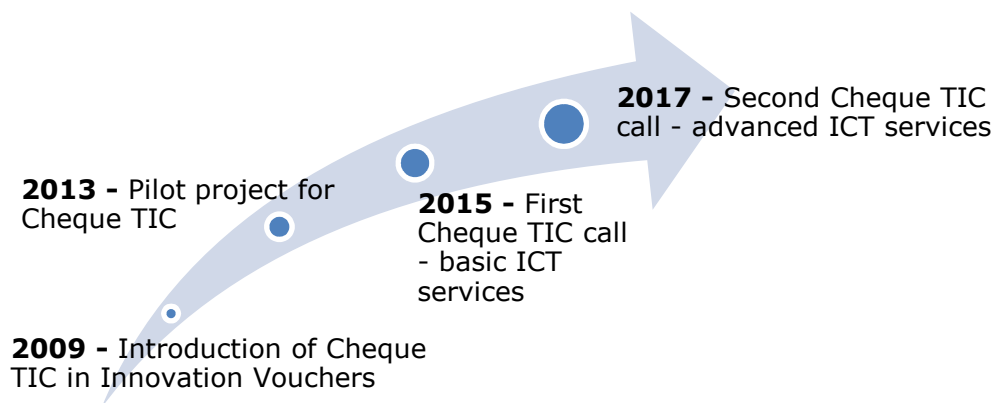 2017 - Second Cheque TIC
call - advanced ICT services
2013 - Pilot project for
Cheque TIC
2015 - First
Cheque TIC call
- basic ICT
services
2009 - Introduction of Cheque
TIC in Innovation Vouchers